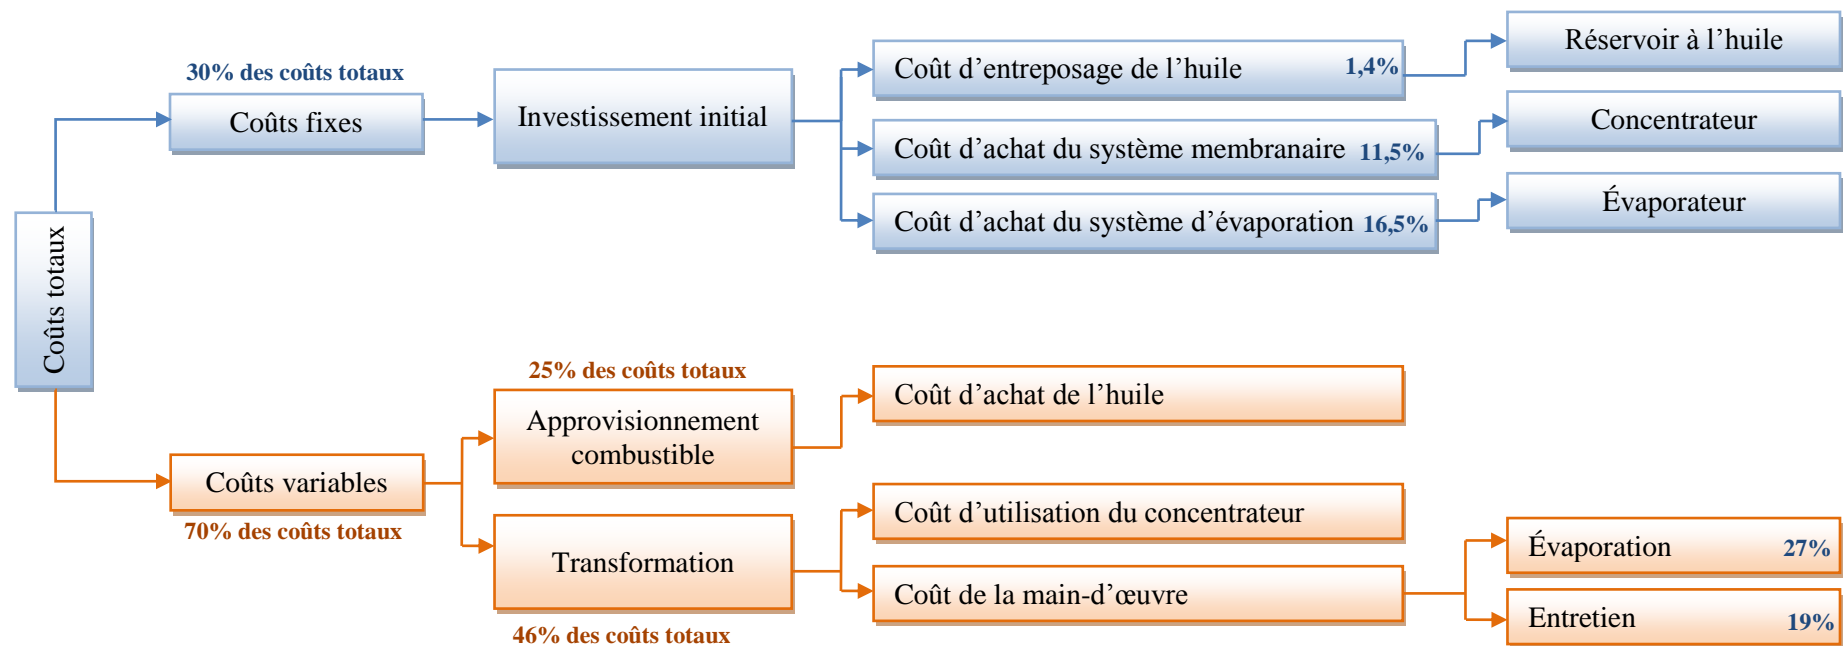 Coûts totaux
30% des coûts totaux
Coûts fixes
Investissement initial
Coût d’entreposage de l’huile 1,4%
Réservoir à l’huile
Coût d’achat du système membranaire 11,5%
Concentrateur
Coût d’achat du système d’évaporation 16,5%
Évaporateur
Coûts variables
70% des coûts totaux
25% des coûts totaux
Approvisionnement
combustible
Coût d’achat de l’huile
Transformation
46% des coûts totaux
Coût d’utilisation du concentrateur
Coût de la main-d’œuvre
Évaporation 27%
Entretien 19%